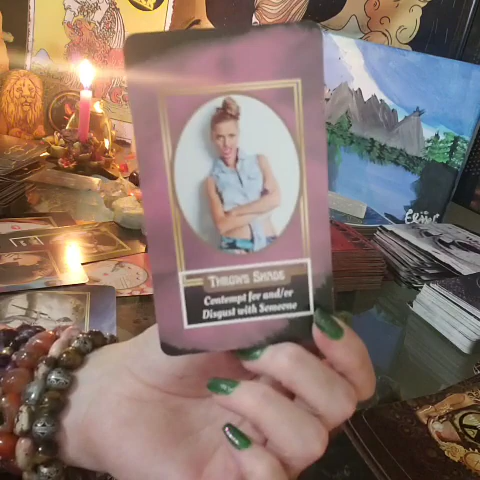 THROWS SHADE
Contempt for and/or
Disgust with Someone